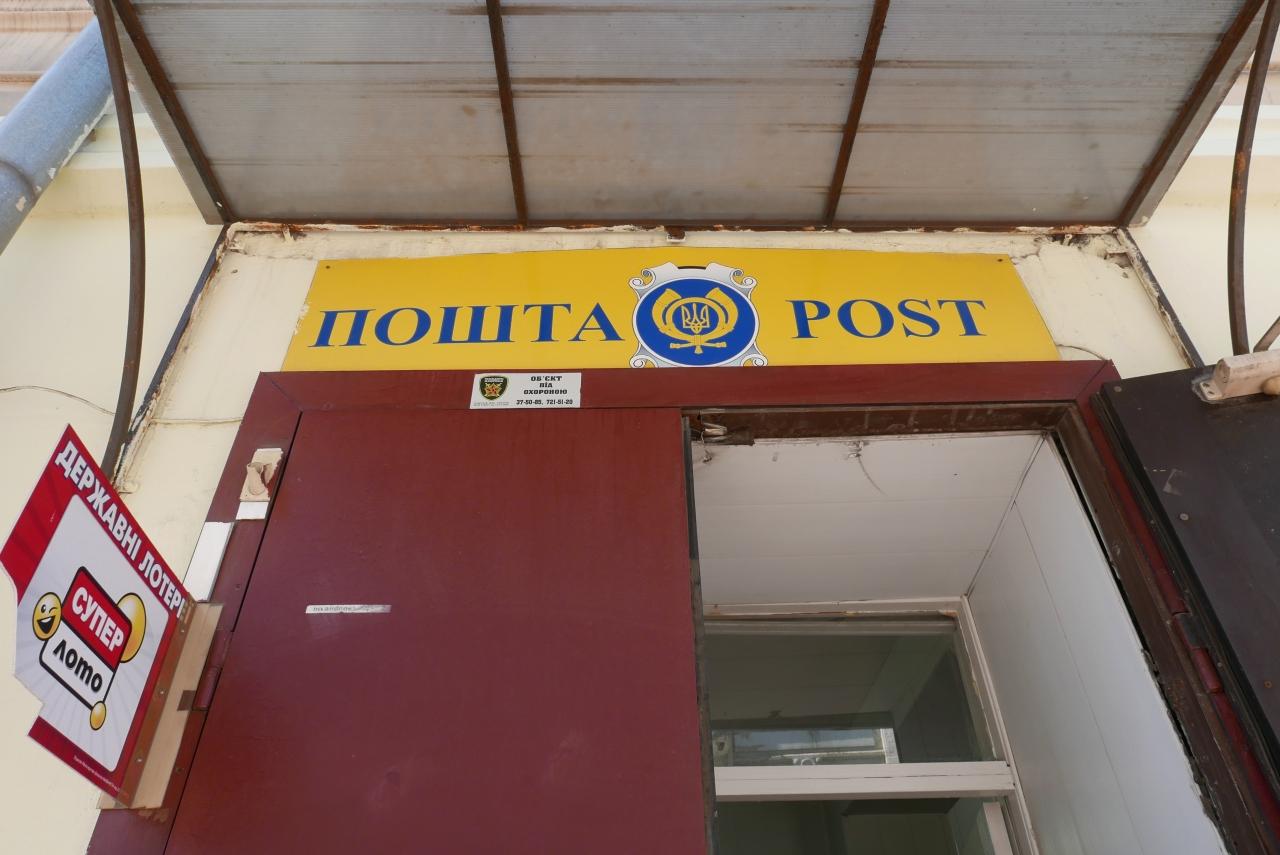 ПОШТА POST
ОБ'ЄКТ
ПІД
ОХОРОНОЮ
37-50-85, 721-51-20
ДЕРЖАВНІ ЛОТЕРЕ
СУПЕР
лото